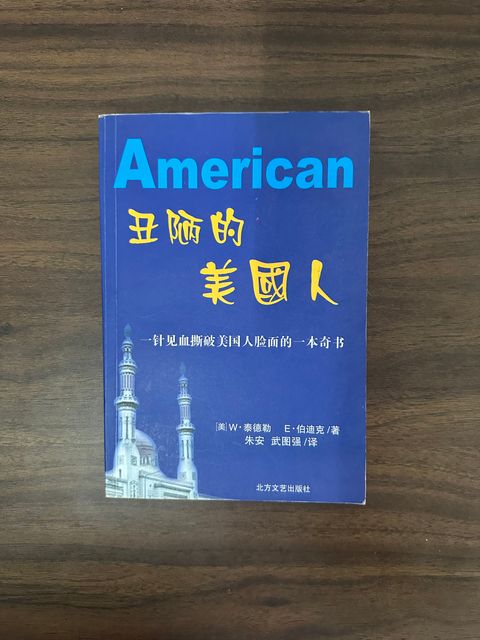 American
丑陋的
美國人
一针见血撕破美国人脸面的一本奇书
[美]W·泰德勒 E·伯迪克/著
朱安 武图强/译
北方文艺出版社